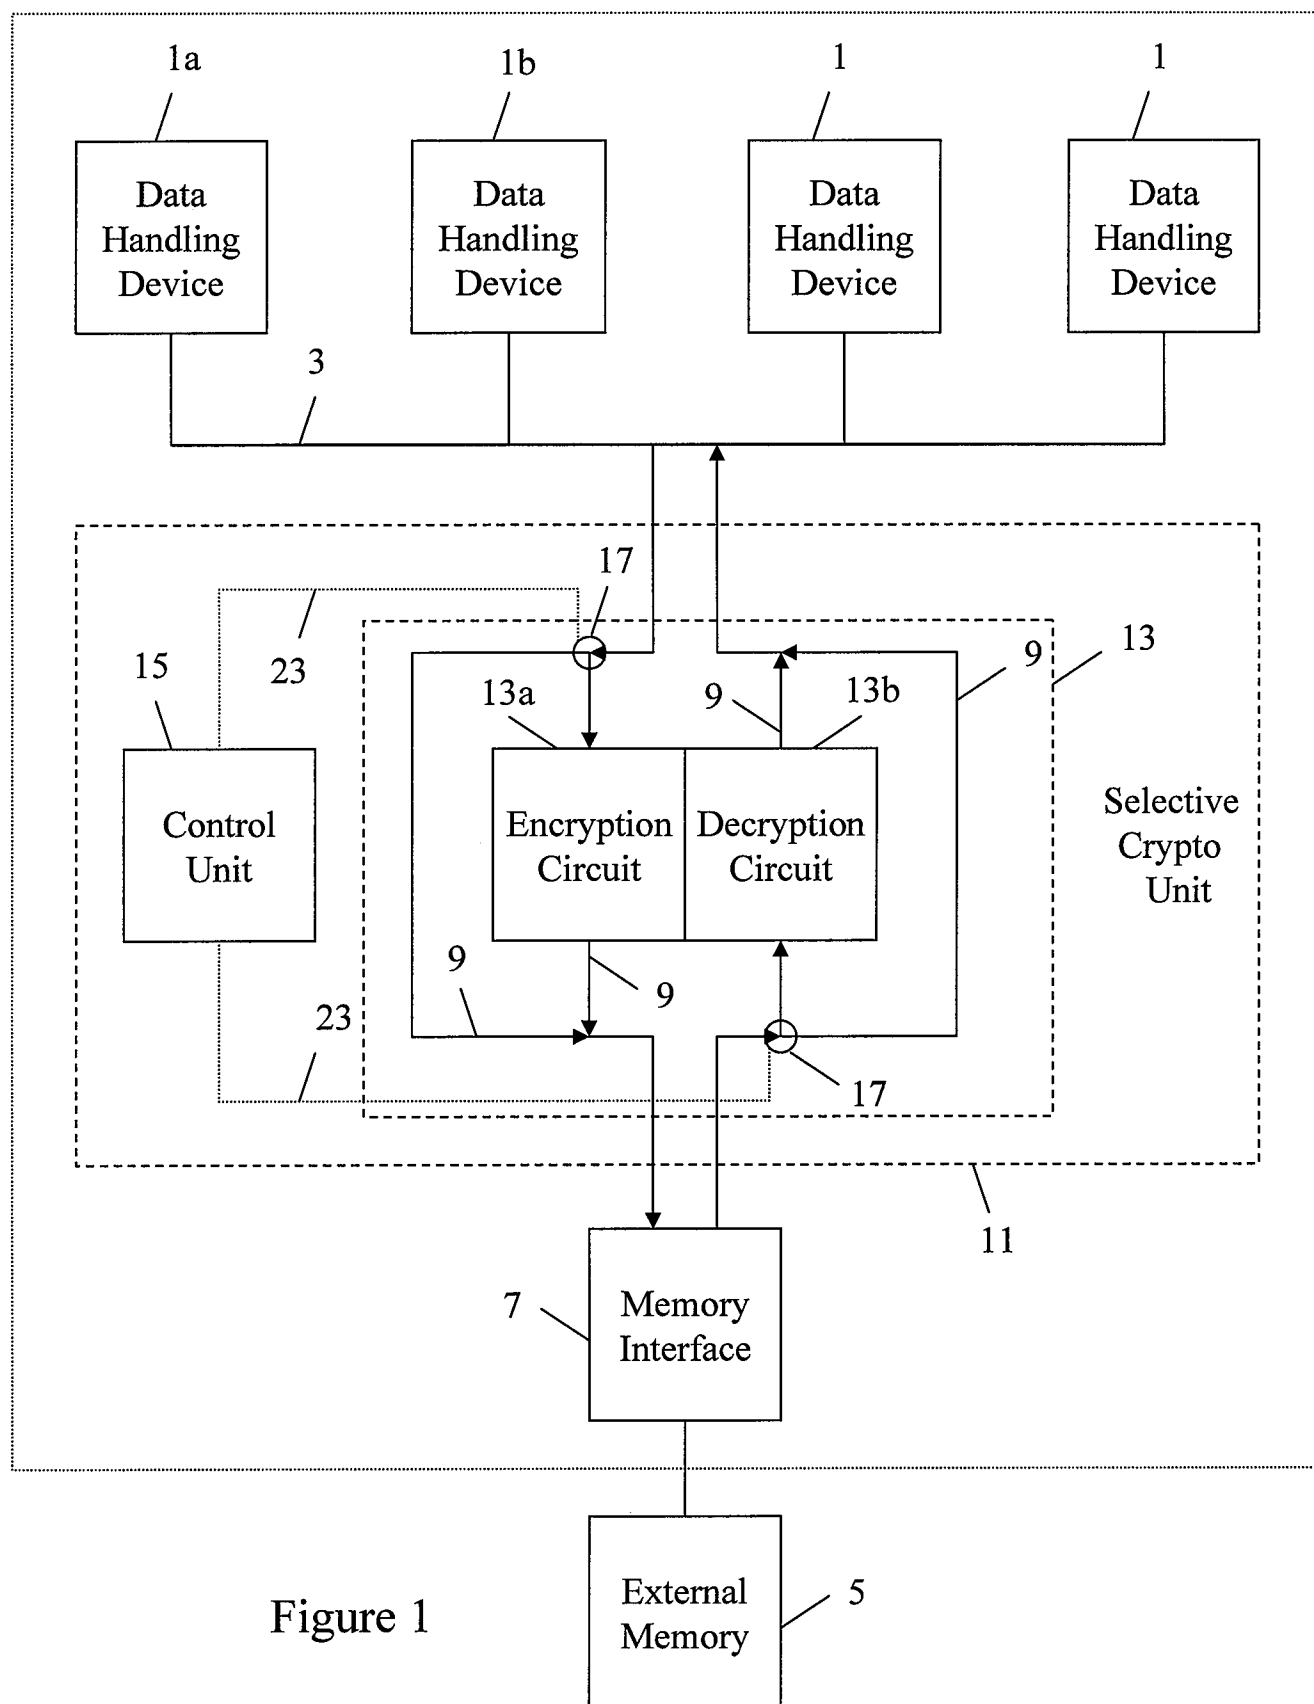 1a
1b
1
1
Data
Handling
Device
Data
Handling
Device
Data
Handling
Device
Data
Handling
Device
3
17
23
15
13a
9
13b
9
13
Control
Unit
Encryption
Circuit
Decryption
Circuit
Selective
Crypto
Unit
9
9
23
17
11
7
Memory
Interface
External
Memory
5
Figure 1